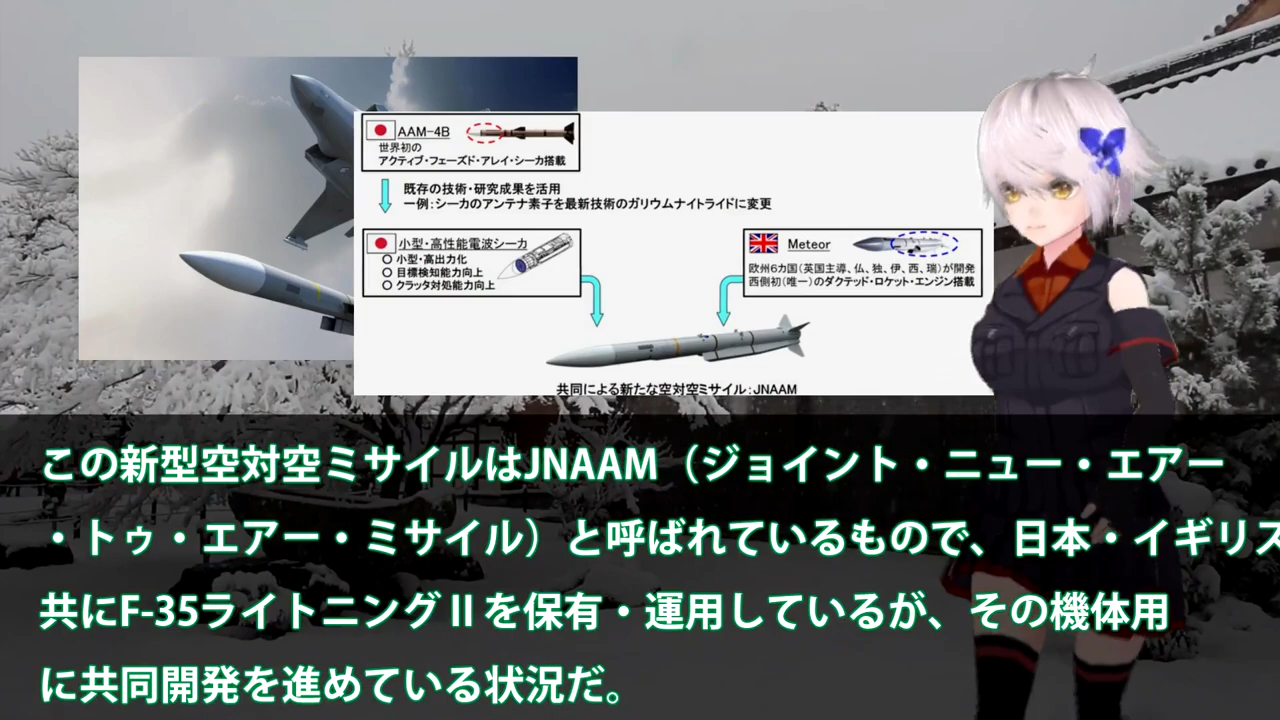 AAM-4B
世界初の
アクティブ・フェーズド・アレイ・シーカ搭載
既存の技術・研究成果を活用
一例：シーカのアンテナ素子を最新技術のガリウムナイトライドに変更
小型・高性能電波シーカ
〇 小型・高出力化
〇 目標検知能力向上
〇 クラッタ対処能力向上
Meteor
欧州6カ国（英国主導、仏、独、伊、西、瑞）が開発
西側初（唯一）のダクテッド・ロケット・エンジン搭載
共同による新たな空対空ミサイル：JNAAM
この新型空対空ミサイルはJNAAM（ジョイント・ニュー・エアー
・トゥ・エアー・ミサイル）と呼ばれているもので、日本・イギリス
共にF-35ライトニングⅡを保有・運用しているが、その機体用
に共同開発を進めている状況だ。